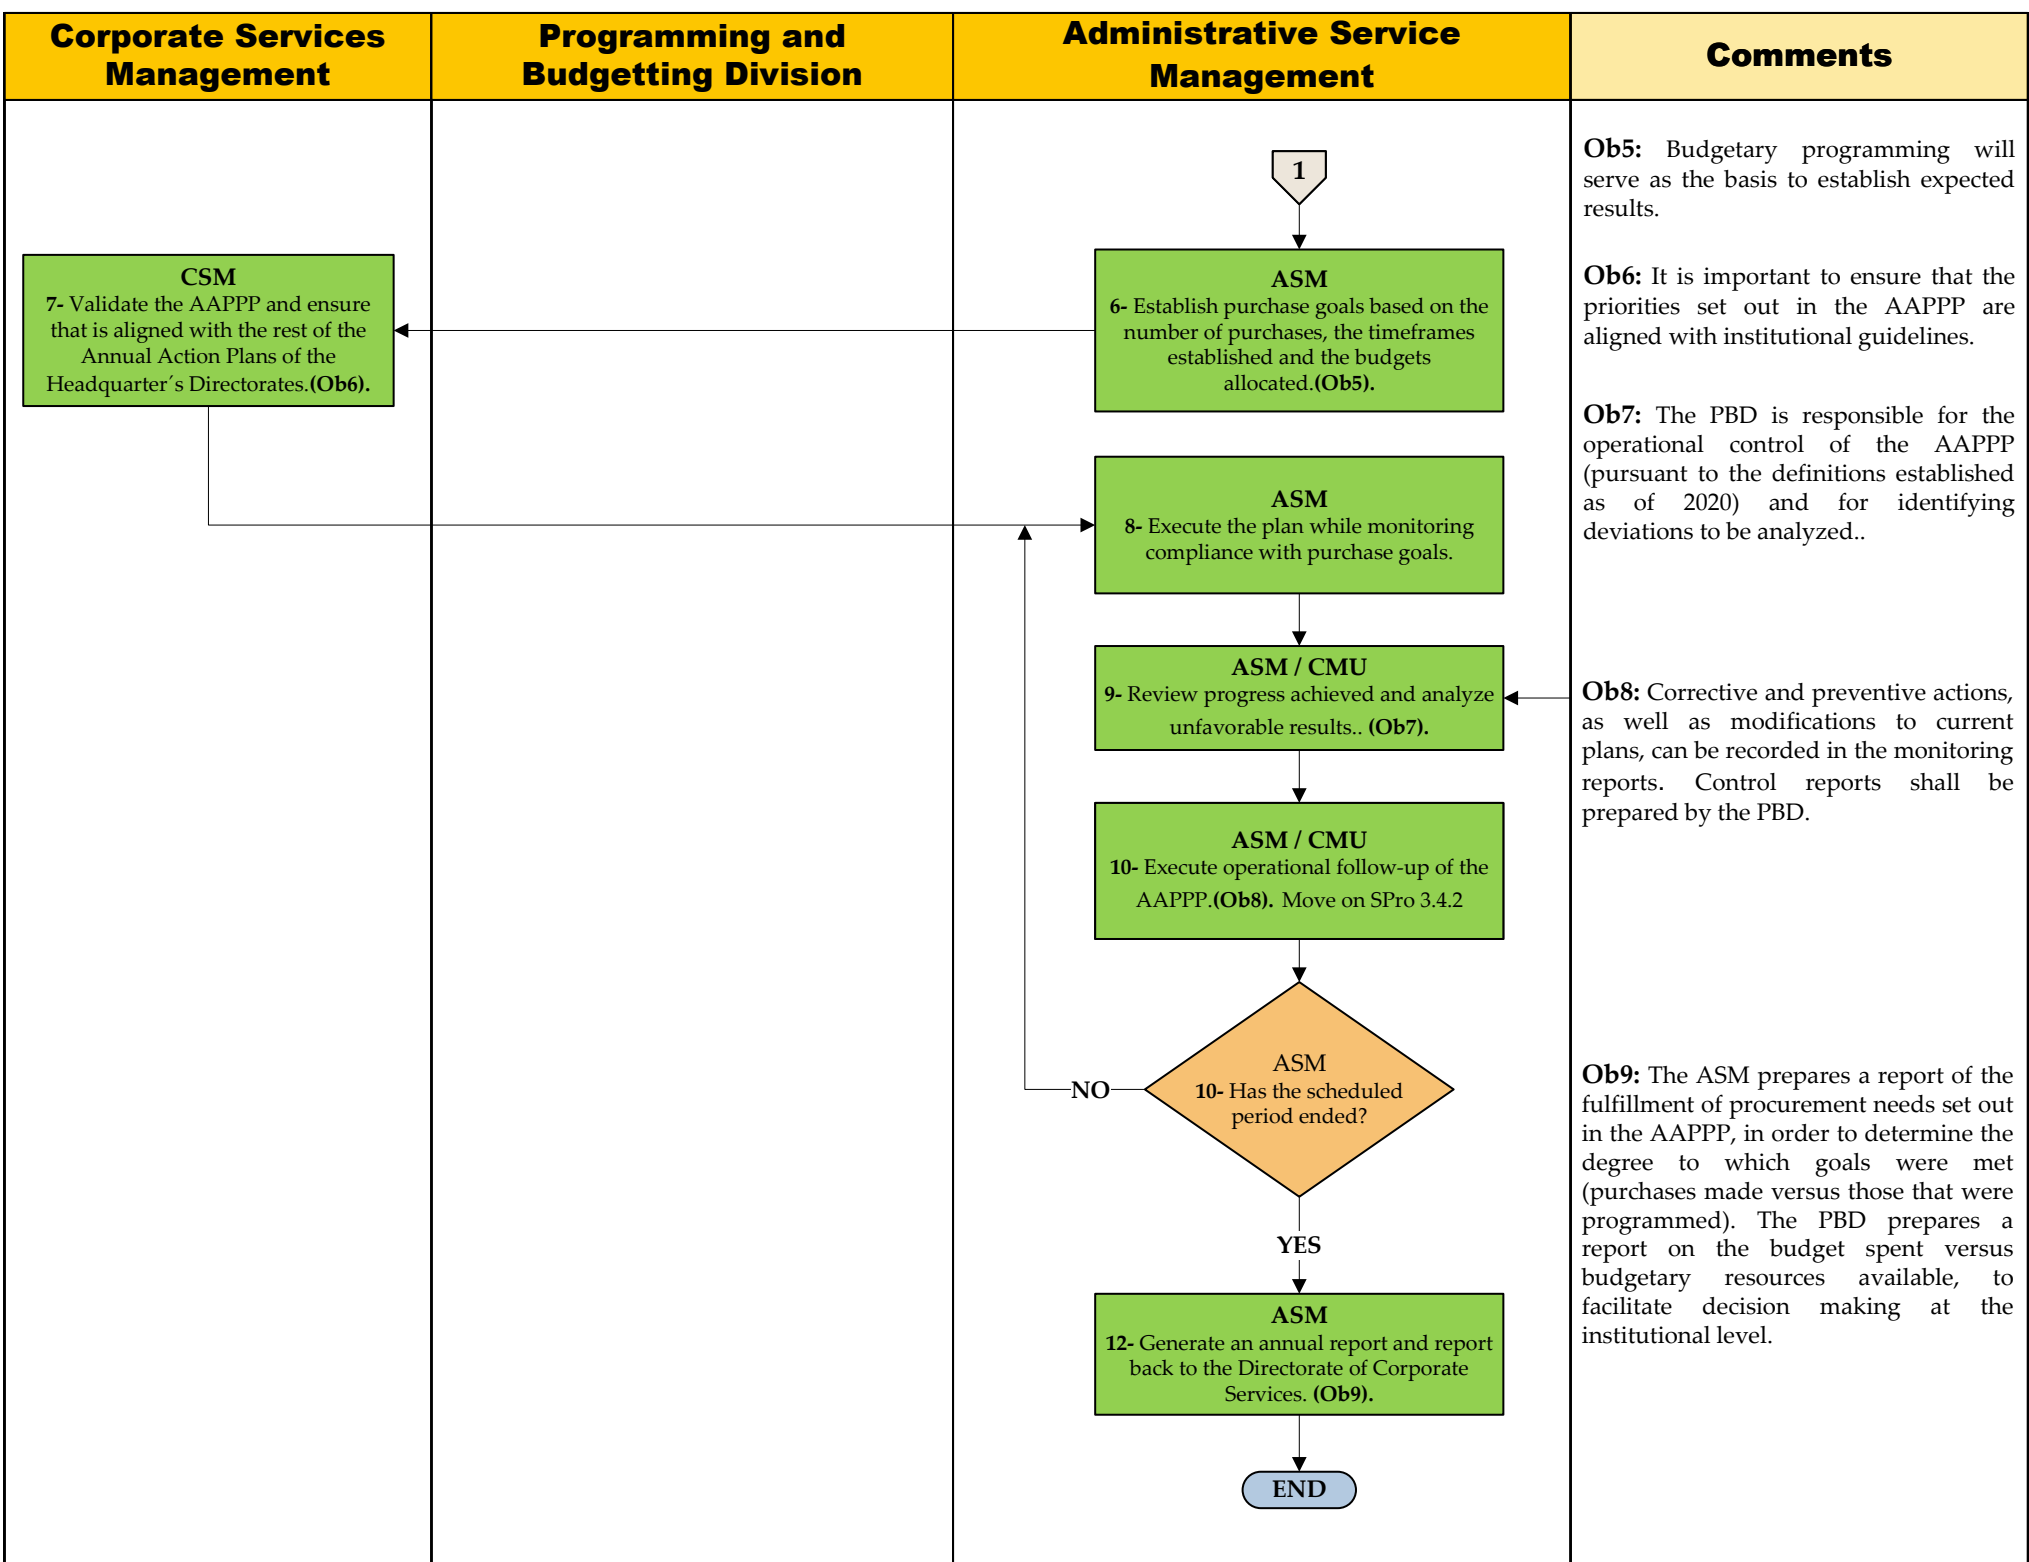 Corporate Services
Management
Programming and
Budgetting Division
Administrative Service
Management
Comments
1
ASM
6- Establish purchase goals based on the
number of purchases, the timeframes
established and the budgets
allocated.(Ob5).
CSM
7- Validate the AAPPP and ensure
that is aligned with the rest of the
Annual Action Plans of the
Headquarter´s Directorates.(Ob6).
ASM
8- Execute the plan while monitoring
compliance with purchase goals.
ASM / CMU
9- Review progress achieved and analyze
unfavorable results.. (Ob7).
ASM / CMU
10- Execute operational follow-up of the
AAPPP.(Ob8). Move on SPro 3.4.2
ASM
10- Has the scheduled
period ended?
NO
YES
ASM
12- Generate an annual report and report
back to the Directorate of Corporate
Services. (Ob9).
END
Ob5: Budgetary programming will
serve as the basis to establish expected
results.
Ob6: It is important to ensure that the
priorities set out in the AAPPP are
aligned with institutional guidelines.
Ob7: The PBD is responsible for the
operational control of the AAPPP
(pursuant to the definitions established
as of 2020) and for identifying
deviations to be analyzed..
Ob8: Corrective and preventive actions,
as well as modifications to current
plans, can be recorded in the monitoring
reports. Control reports shall be
prepared by the PBD.
Ob9: The ASM prepares a report of the
fulfillment of procurement needs set out
in the AAPPP, in order to determine the
degree to which goals were met
(purchases made versus those that were
programmed). The PBD prepares a
report on the budget spent versus
budgetary resources available, to
facilitate decision making at the
institutional level.